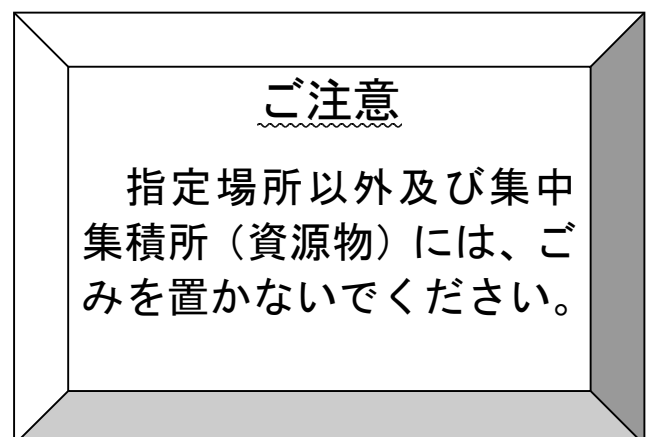 ご注意
　指定場所以外及び集中
集積所（資源物）には、ご
みを置かないでください。